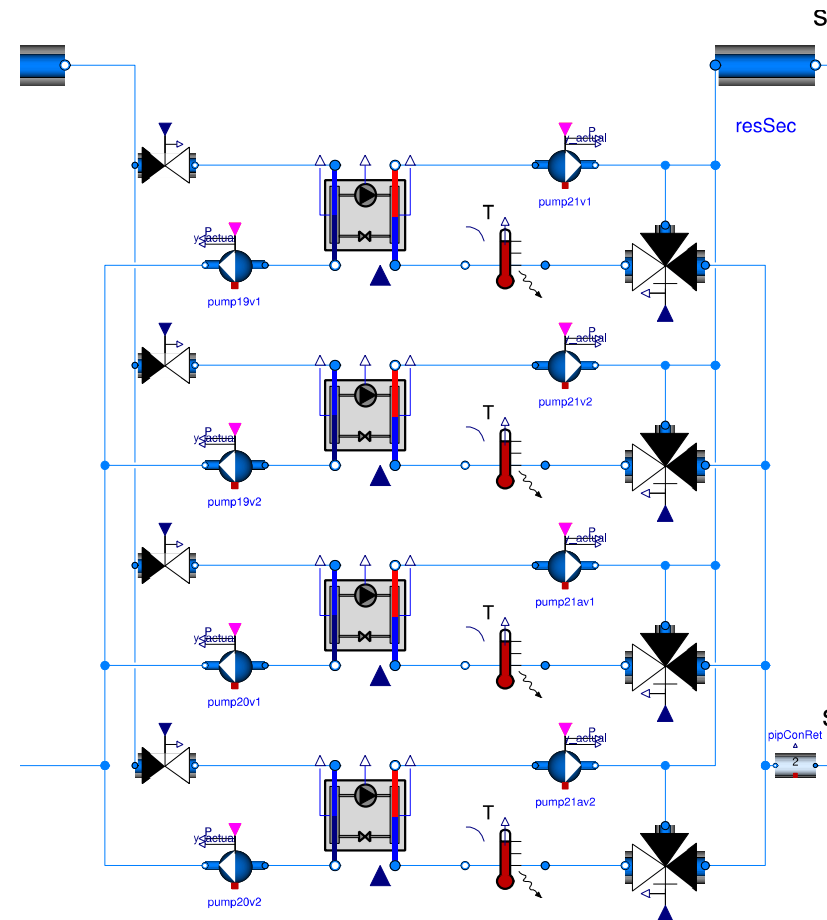 S
resSec
P
y_actual
pump21v1
T
P
y_actual
pump19v1
P
y_actual
pump21v2
T
P
y_actual
pump19v2
P
y_actual
pump21av1
T
P
y_actual
pump20v1
S
pipConRet
2
P
y_actual
pump21av2
T
P
y_actual
pump20v2